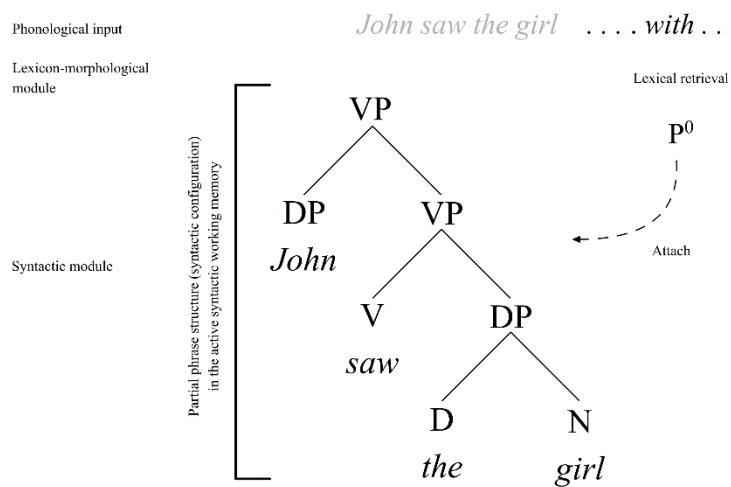 Phonological input
John saw the girl . . . . with . .
Lexicon-morphological
module
Lexical retrieval
VP
P⁰
DP
VP
John
Attach
Syntactic module
Partial phrase structure (syntactic configuration)
in the active syntactic working memory
V
DP
saw
D
N
the
girl